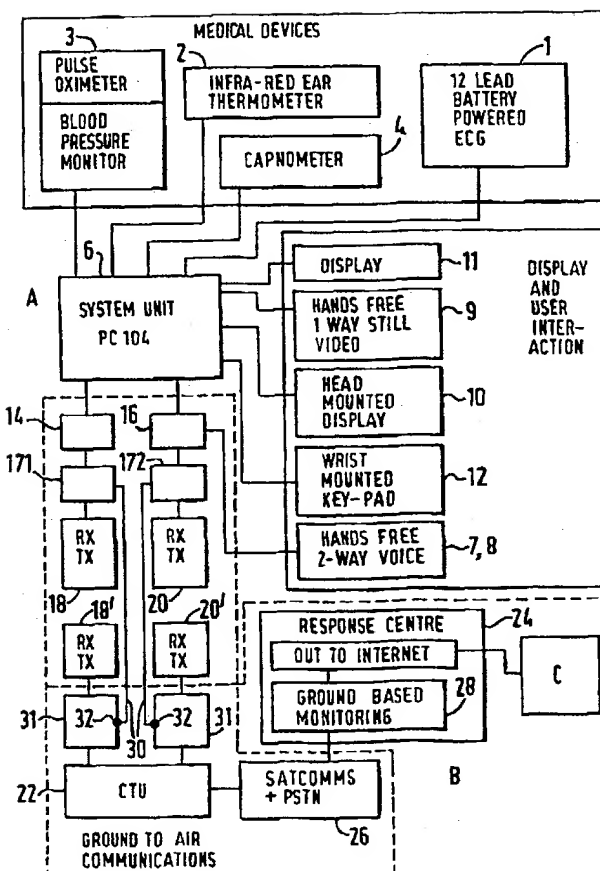 MEDICAL DEVICES
3
PULSE
OXIMETER
BLOOD
PRESSURE
MONITOR
2
INFRA-RED EAR
THERMOMETER
4
CAPNOMETER
1
12 LEAD
BATTERY
POWERED
ECG
6
A
SYSTEM UNIT
PC 104
DISPLAY
11
HANDS FREE
1 WAY STILL
VIDEO
9
HEAD
MOUNTED
DISPLAY
10
WRIST
MOUNTED
KEY-PAD
12
HANDS FREE
2-WAY VOICE
7,8
DISPLAY
AND
USER
INTER-
ACTION
14
16
171
172
RX
TX
18
RX
TX
20
18'
RX
TX
20'
RX
TX
31
32
30
32
31
22
CTU
GROUND TO AIR
COMMUNICATIONS
RESPONSE CENTRE
24
OUT TO INTERNET
GROUND BASED
MONITORING
28
C
SATCOMMS
+ PSTN
26
B